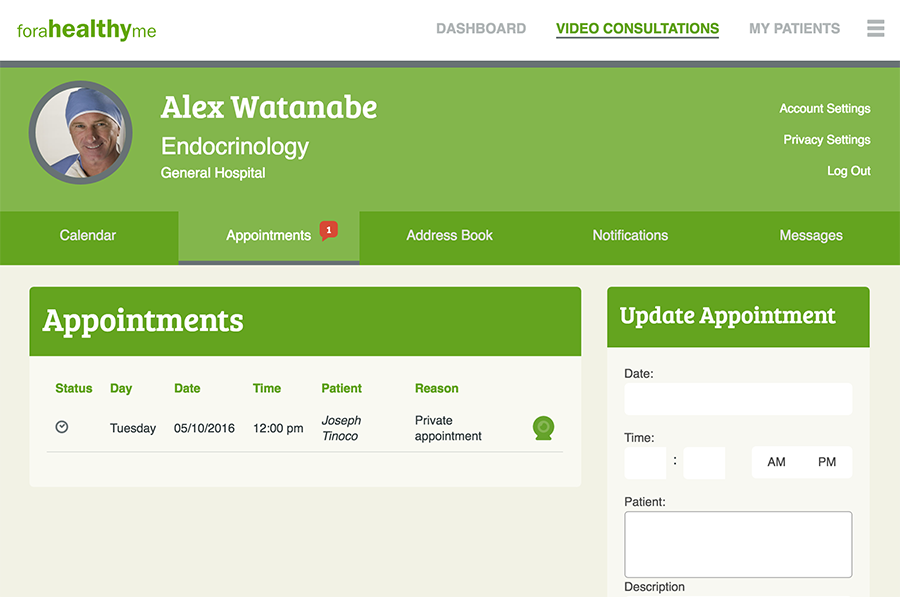 forahealthyme
DASHBOARD VIDEO CONSULTATIONS MY PATIENTS
Alex Watanabe
Endocrinology
General Hospital
Account Settings
Privacy Settings
Log Out
Calendar Appointments 1 Address Book Notifications Messages
Appointments
Status Day Date Time Patient Reason
Tuesday 05/10/2016 12:00 pm Joseph Tinoco Private appointment
Update Appointment
Date:
Time:
: AM PM
Patient:
Description